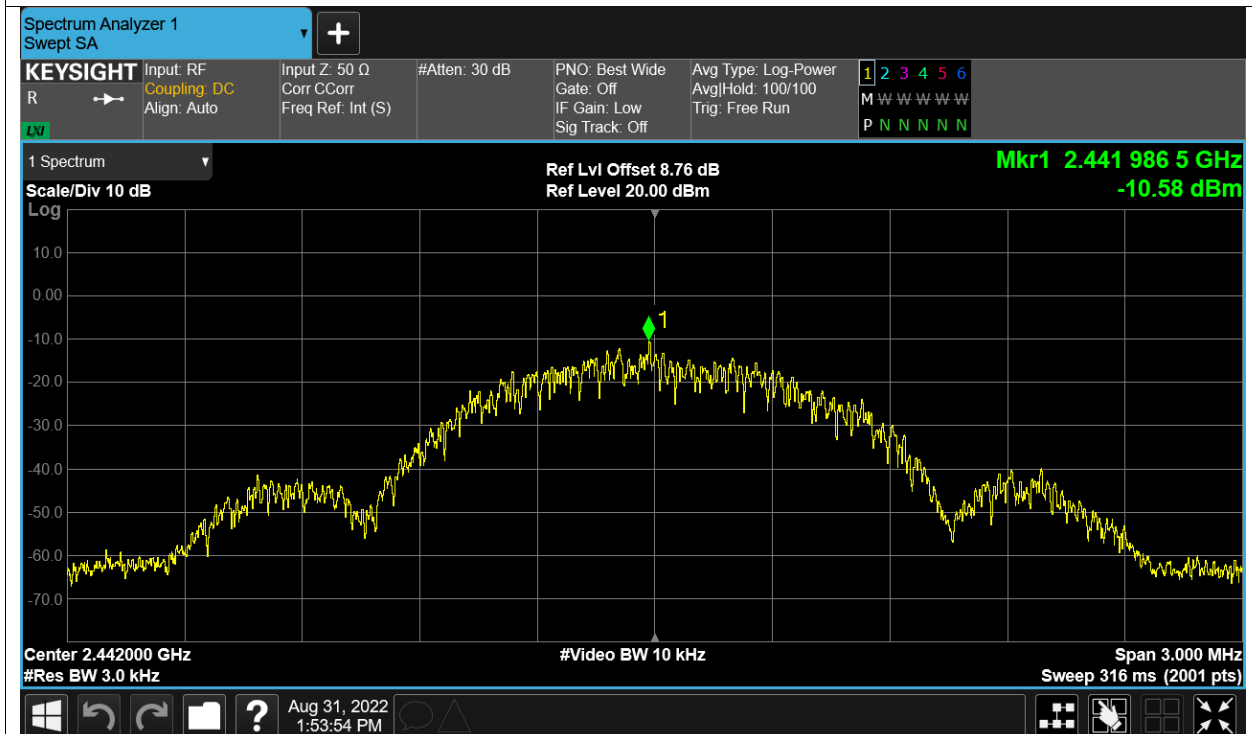 Spectrum Analyzer 1
Swept SA
+
KEYSIGHT
R
LXI
Input: RF
Coupling: DC
Align: Auto
Input Z: 50 Ω
Corr CCorr
Freq Ref: Int (S)
#Atten: 30 dB
PNO: Best Wide
Gate: Off
IF Gain: Low
Sig Track: Off
Avg Type: Log-Power
Avg|Hold: 100/100
Trig: Free Run
1 2 3 4 5 6
M W W W W W
P N N N N N
1 Spectrum
Scale/Div 10 dB
Log
Ref Lvl Offset 8.76 dB
Ref Level 20.00 dBm
Mkr1 2.441 986 5 GHz
-10.58 dBm
10.0
0.00
1
-10.0
-20.0
-30.0
-40.0
-50.0
-60.0
-70.0
Center 2.442000 GHz
#Res BW 3.0 kHz
#Video BW 10 kHz
Span 3.000 MHz
Sweep 316 ms (2001 pts)
?
Aug 31, 2022
1:53:54 PM